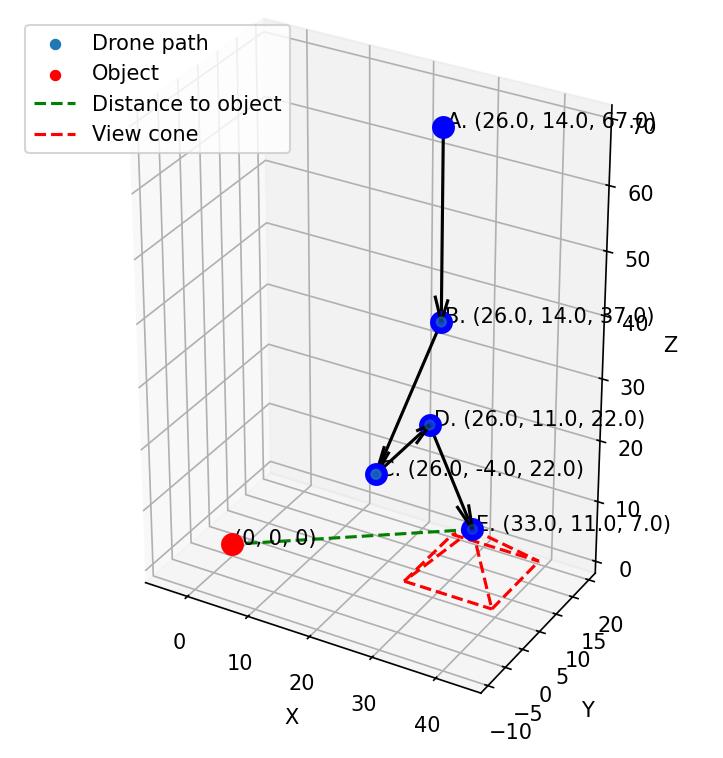 Drone path
Object
Distance to object
View cone
A. (26.0, 14.0, 67.0)
70
60
50
B. (26.0, 14.0, 37.0)
40
Z
30
D. (26.0, 11.0, 22.0)
20
C. (26.0, -4.0, 22.0)
10
E. (33.0, 11.0, 7.0)
(0, 0, 0)
0
0
10
20
30
40
X
20
15
10
5
0
−5
−10
Y